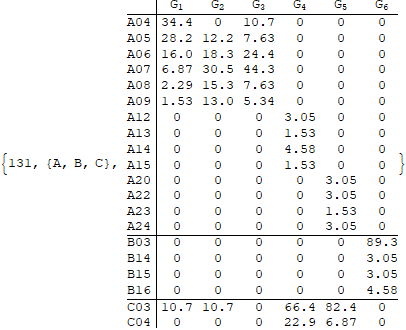 G₁ G₂ G₃ G₄ G₅ G₆
A04 34.4 0 10.7 0 0 0
A05 28.2 12.2 7.63 0 0 0
A06 16.0 18.3 24.4 0 0 0
A07 6.87 30.5 44.3 0 0 0
A08 2.29 15.3 7.63 0 0 0
A09 1.53 13.0 5.34 0 0 0
A12 0 0 0 3.05 0 0
A13 0 0 0 1.53 0 0
A14 0 0 0 4.58 0 0
{131, {A, B, C}, A15 0 0 0 1.53 0 0 }
A20 0 0 0 0 3.05 0
A22 0 0 0 0 3.05 0
A23 0 0 0 0 1.53 0
A24 0 0 0 0 3.05 0
B03 0 0 0 0 0 89.3
B14 0 0 0 0 0 3.05
B15 0 0 0 0 0 3.05
B16 0 0 0 0 0 4.58
C03 10.7 10.7 0 66.4 82.4 0
C04 0 0 0 22.9 6.87 0